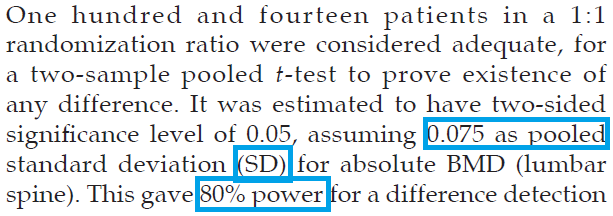 One hundred and fourteen patients in a 1:1
randomization ratio were considered adequate, for
a two-sample pooled t-test to prove existence of
any difference. It was estimated to have two-sided
significance level of 0.05, assuming 0.075 as pooled
standard deviation (SD) for absolute BMD (lumbar
spine). This gave 80% power for a difference detection